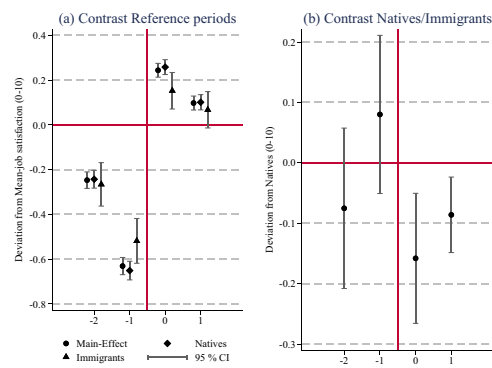 (a) Contrast Reference periods
Deviation from Mean-job satisfaction (0-10)
0.4
0.2
0.0
-0.2
-0.4
-0.6
-0.8
-2 -1 0 1
Main-Effect Natives
Immigrants 95 % CI
(b) Contrast Natives/Immigrants
Deviation from Natives (0-10)
0.2
0.1
0.0
-0.1
-0.2
-0.3
-2 -1 0 1